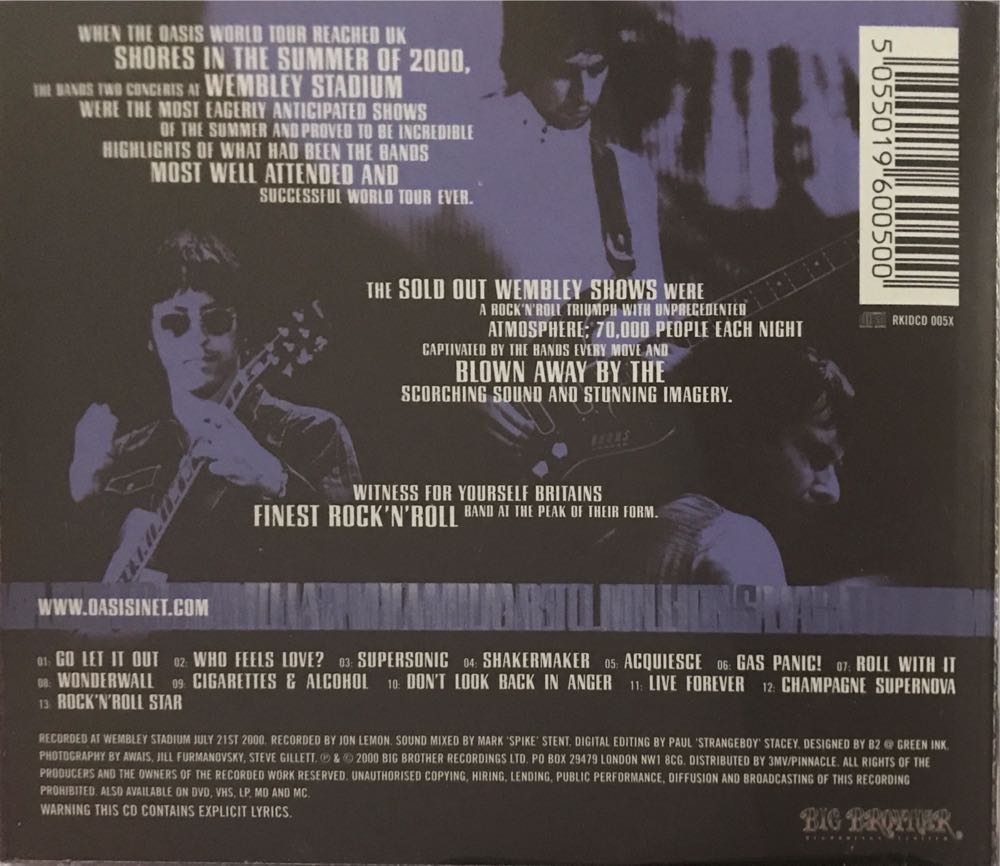 WHEN THE OASIS WORLD TOUR REACHED UK
SHORES IN THE SUMMER OF 2000,
THE BANDS TWO CONCERTS AT WEMBLEY STADIUM
WERE THE MOST EAGERLY ANTICIPATED SHOWS
OF THE SUMMER AND PROVED TO BE INCREDIBLE
HIGHLIGHTS OF WHAT HAD BEEN THE BANDS
MOST WELL ATTENDED AND
SUCCESSFUL WORLD TOUR EVER.
5 055019 600500
RKIDCD 005X
THE SOLD OUT WEMBLEY SHOWS WERE
A ROCK'N'ROLL TRIUMPH WITH UNPRECEDENTED
ATMOSPHERE; 70,000 PEOPLE EACH NIGHT
CAPTIVATED BY THE BANDS EVERY MOVE AND
BLOWN AWAY BY THE
SCORCHING SOUND AND STUNNING IMAGERY.
BURNS
WITNESS FOR YOURSELF BRITAINS
FINEST ROCK'N'ROLL BAND AT THE PEAK OF THEIR FORM.
WWW.OASISINET.COM
01: GO LET IT OUT 02: WHO FEELS LOVE? 03: SUPERSONIC 04: SHAKERMAKER 05: ACQUIESCE 06: GAS PANIC! 07: ROLL WITH IT
08: WONDERWALL 09: CIGARETTES & ALCOHOL 10: DON'T LOOK BACK IN ANGER 11: LIVE FOREVER 12: CHAMPAGNE SUPERNOVA
13: ROCK'N'ROLL STAR
RECORDED AT WEMBLEY STADIUM JULY 21ST 2000. RECORDED BY JON LEMON. SOUND MIXED BY MARK 'SPIKE' STENT. DIGITAL EDITING BY PAUL 'STRANGEBOY' STACEY. DESIGNED BY B2 @ GREEN INK.
PHOTOGRAPHY BY AWAIS, JILL FURMANOVSKY, STEVE GILLETT. ℗ & © 2000 BIG BROTHER RECORDINGS LTD. PO BOX 29479 LONDON NW1 8CG. DISTRIBUTED BY 3MV/PINNACLE. ALL RIGHTS OF THE
PRODUCERS AND THE OWNERS OF THE RECORDED WORK RESERVED. UNAUTHORISED COPYING, HIRING, LENDING, PUBLIC PERFORMANCE, DIFFUSION AND BROADCASTING OF THIS RECORDING
PROHIBITED. ALSO AVAILABLE ON DVD, VHS, LP, MD AND MC.
WARNING THIS CD CONTAINS EXPLICIT LYRICS.
BIG BROTHER
RECORDINGS LIMITED